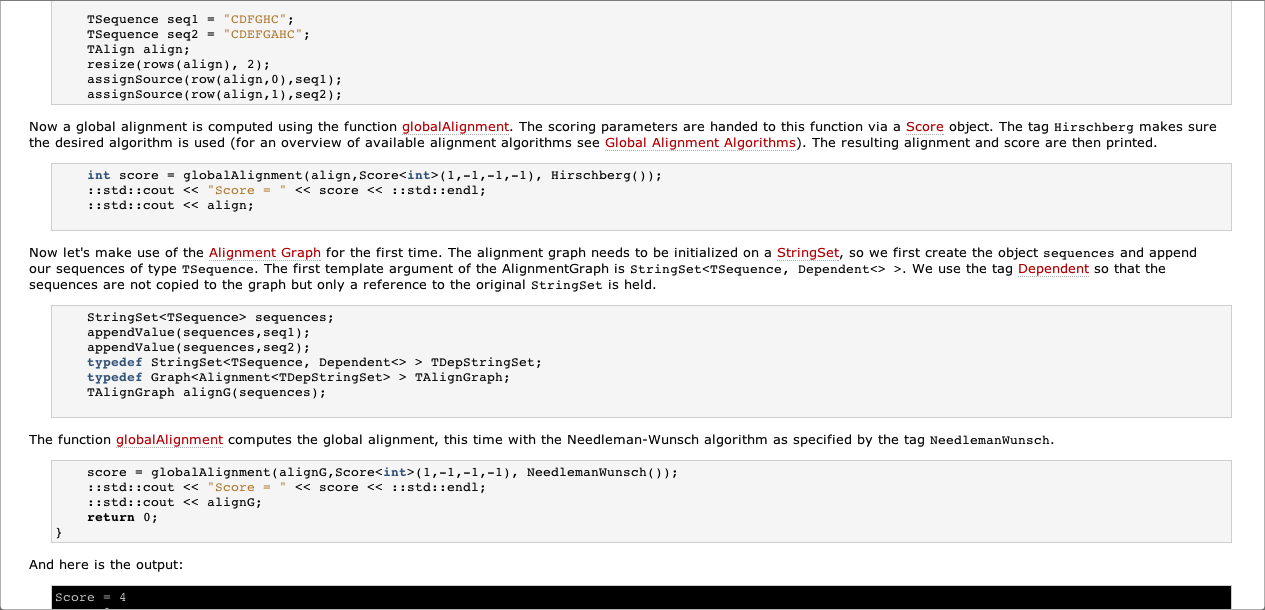 TSequence seq1 = "CDFGHC";
TSequence seq2 = "CDEFGAHC";
TAlign align;
resize(rows(align), 2);
assignSource(row(align,0),seq1);
assignSource(row(align,1),seq2);
Now a global alignment is computed using the function globalAlignment. The scoring parameters are handed to this function via a Score object. The tag Hirschberg makes sure
the desired algorithm is used (for an overview of available alignment algorithms see Global Alignment Algorithms). The resulting alignment and score are then printed.
int score = globalAlignment(align,Score<int>(1,-1,-1,-1), Hirschberg());
::std::cout << "Score = " << score << ::std::endl;
::std::cout << align;
Now let's make use of the Alignment Graph for the first time. The alignment graph needs to be initialized on a StringSet, so we first create the object sequences and append
our sequences of type TSequence. The first template argument of the AlignmentGraph is StringSet<TSequence, Dependent<> >. We use the tag Dependent so that the
sequences are not copied to the graph but only a reference to the original StringSet is held.
StringSet<TSequence> sequences;
appendValue(sequences,seq1);
appendValue(sequences,seq2);
typedef StringSet<TSequence, Dependent<> > TDepStringSet;
typedef Graph<Alignment<TDepStringSet> > TAlignGraph;
TAlignGraph alignG(sequences);
The function globalAlignment computes the global alignment, this time with the Needleman-Wunsch algorithm as specified by the tag NeedlemanWunsch.
score = globalAlignment(alignG,Score<int>(1,-1,-1,-1), NeedlemanWunsch());
::std::cout << "Score = " << score << ::std::endl;
::std::cout << alignG;
return 0;
}
And here is the output:
Score = 4